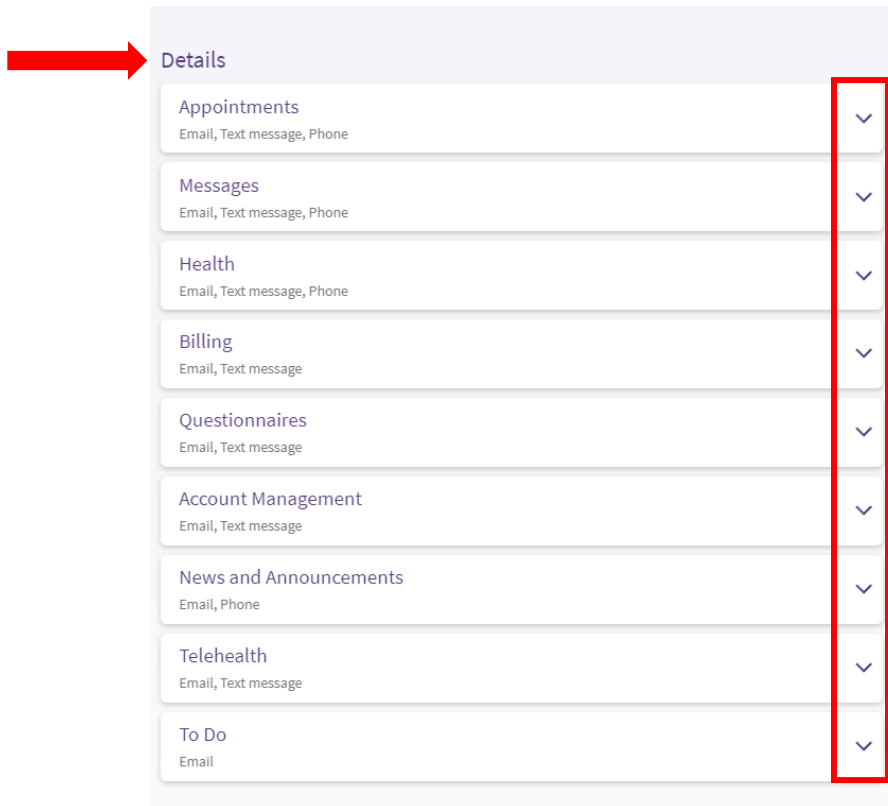 Details
Appointments
Email, Text message, Phone
Messages
Email, Text message, Phone
Health
Email, Text message, Phone
Billing
Email, Text message
Questionnaires
Email, Text message
Account Management
Email, Text message
News and Announcements
Email, Phone
Telehealth
Email, Text message
To Do
Email